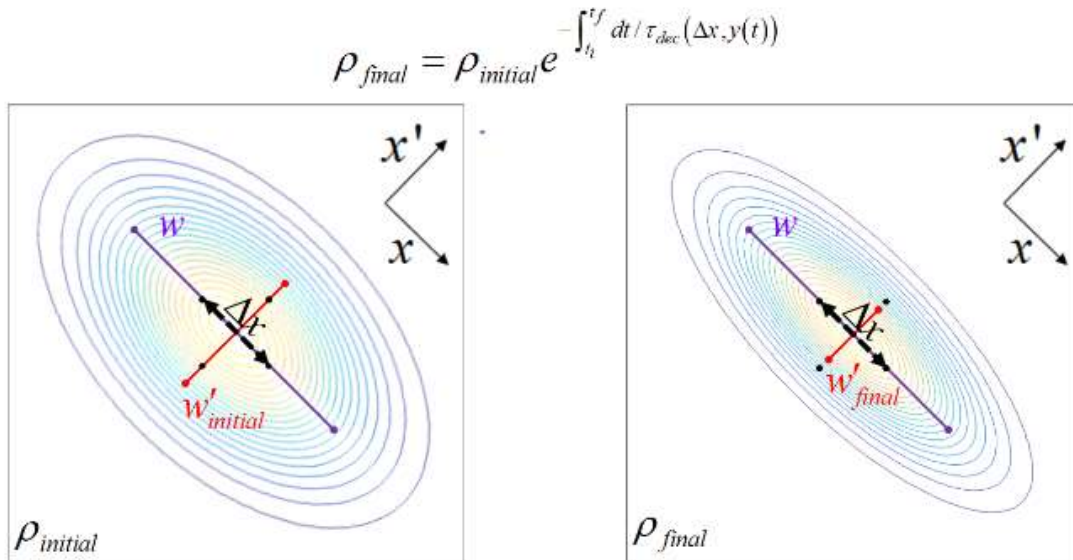 ρ_final = ρ_initial e^{-∫_{t_i}^{t_f} dt / τ_dec(Δx, y(t))}
x'
x
w
Δx
w'_initial
ρ_initial
x'
x
w
Δx
w'_final
ρ_final